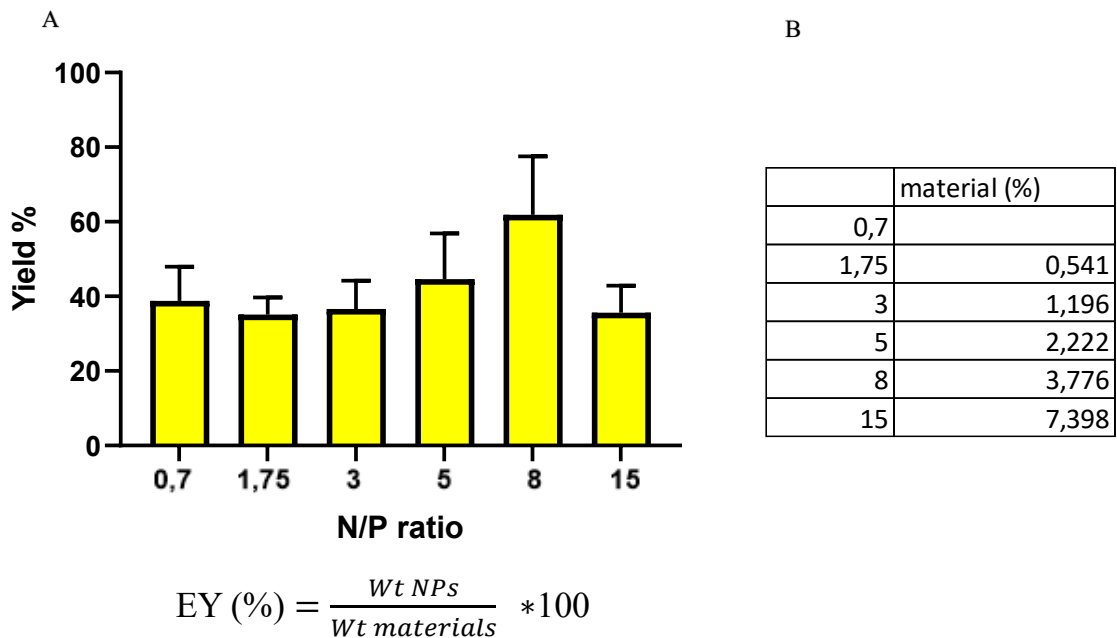 A
B
100
80
60
40
20
0
Yield %
0,7 1,75 3 5 8 15
N/P ratio
material (%)
0,7
1,75 0,541
3 1,196
5 2,222
8 3,776
15 7,398
EY (%) = Wt NPs / Wt materials *100